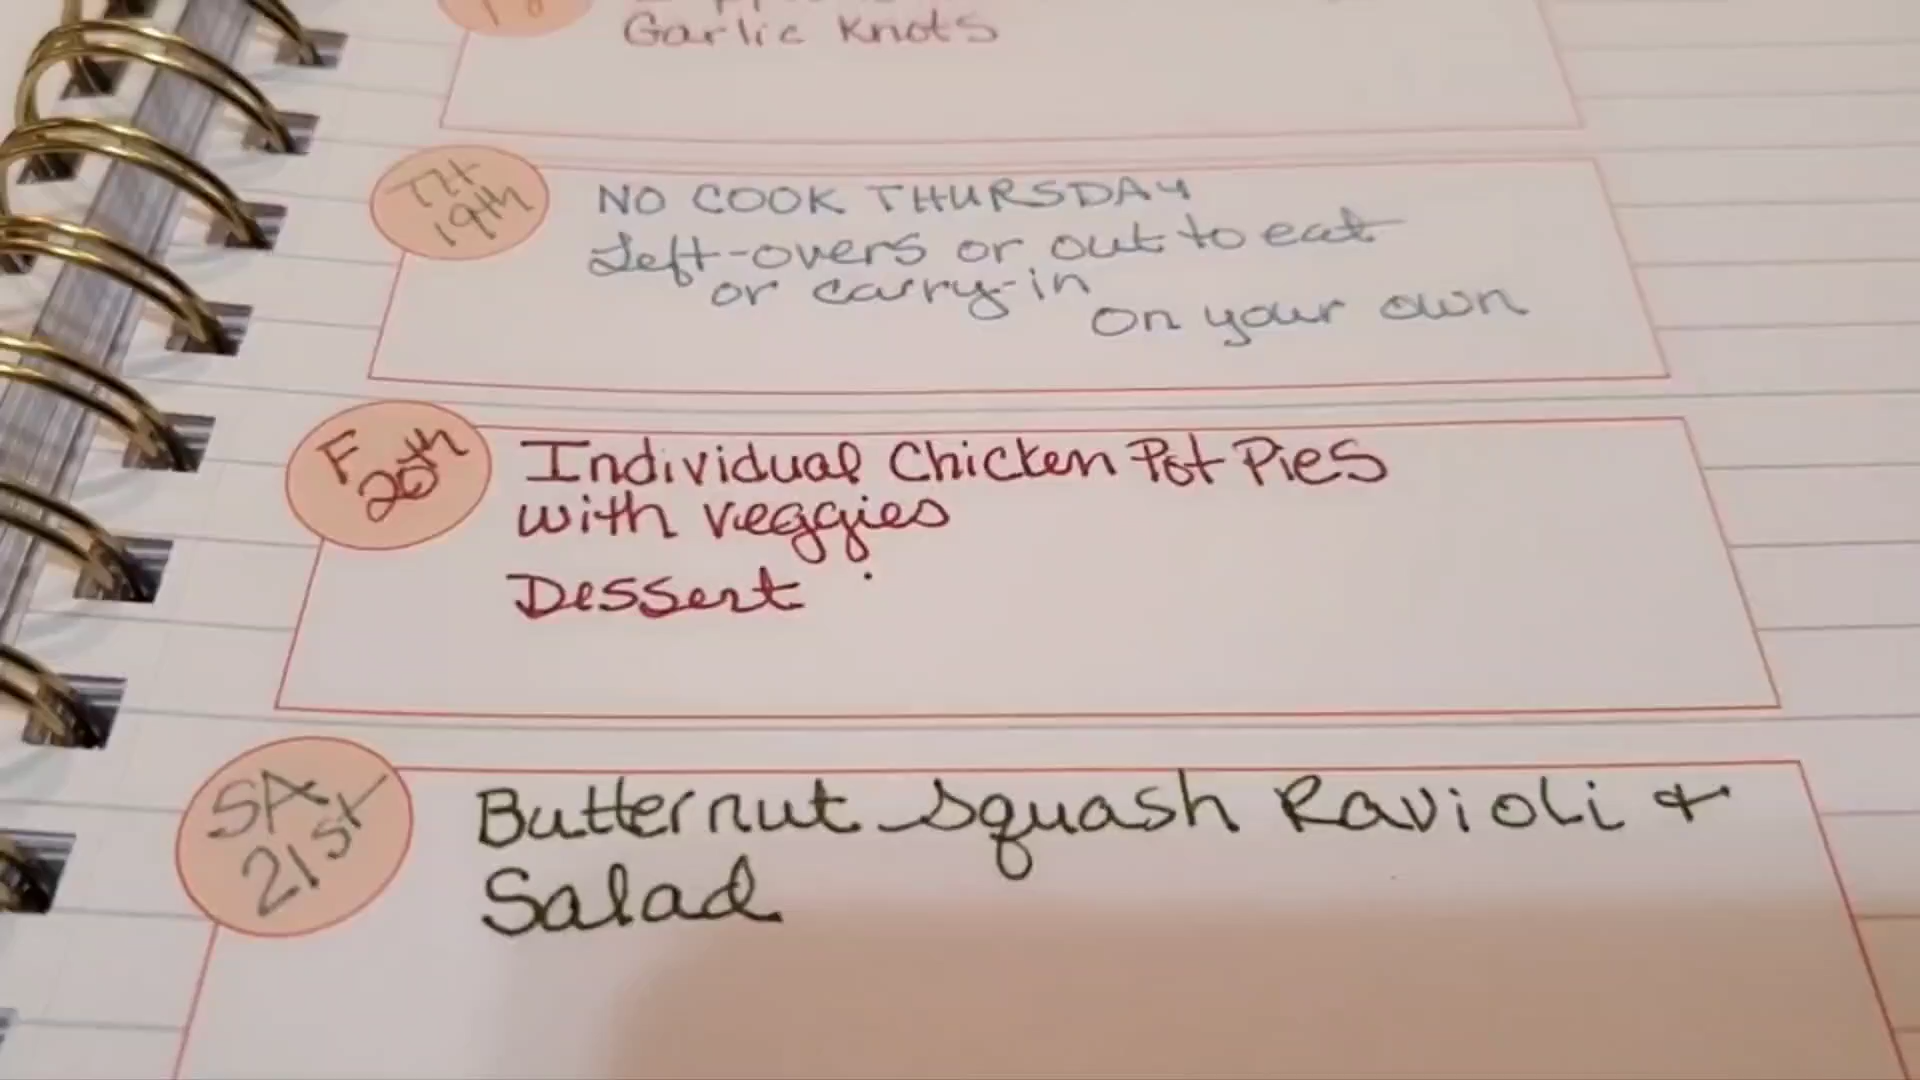 18
Garlic Knots
TH
19th
NO COOK THURSDAY
Left-overs or out to eat
or carry-in
on your own
F
20th
Individual Chicken Pot Pies
with veggies
Dessert
SA
21st
Butternut Squash Ravioli +
Salad